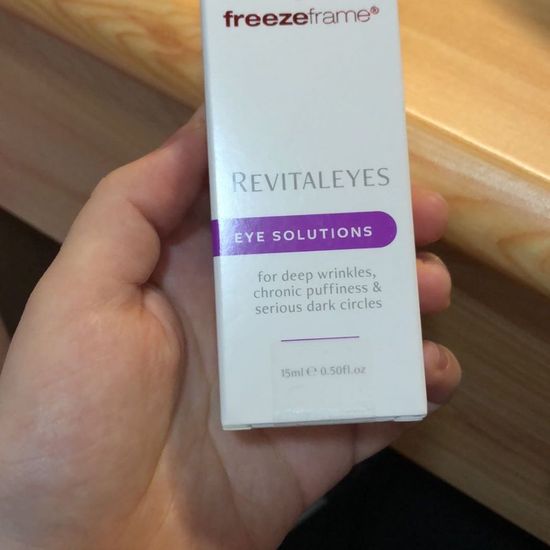 freezeframe®
REVITALEYES
EYE SOLUTIONS
for deep wrinkles,
chronic puffiness &
serious dark circles
15ml ℮ 0.50fl.oz